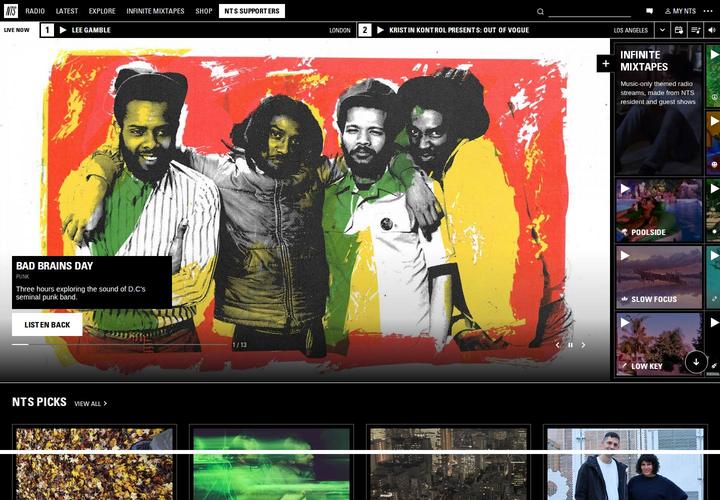 NTS
RADIO
LATEST
EXPLORE
INFINITE MIXTAPES
SHOP
NTS SUPPORTERS
MY NTS
LIVE NOW
1
LEE GAMBLE
LONDON
2
KRISTIN KONTROL PRESENTS: OUT OF VOGUE
LOS ANGELES
INFINITE
MIXTAPES
Music-only themed radio
streams, made from NTS
resident and guest shows
POOLSIDE
SLOW FOCUS
LOW KEY
BAD BRAINS DAY
PUNK
Three hours exploring the sound of D.C's
seminal punk band.
LISTEN BACK
1 / 13
NTS PICKS
VIEW ALL